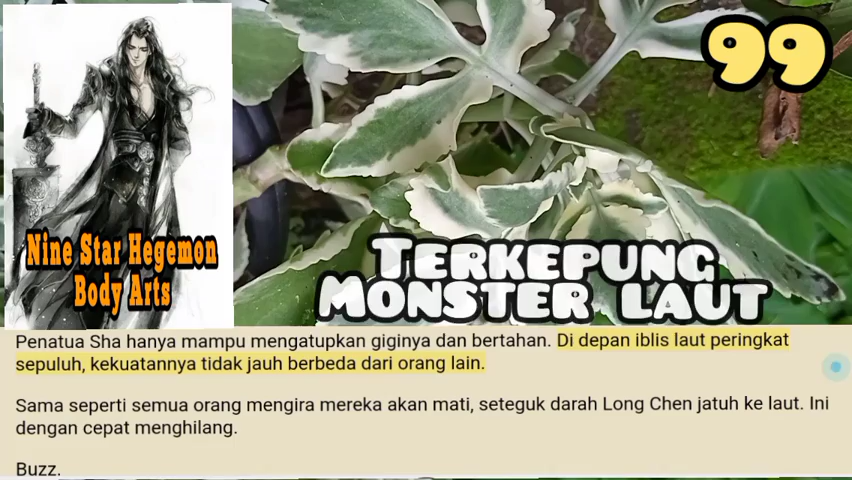 99
Nine Star Hegemon
Body Arts
TERKEPUNG
MONSTER LAUT
Penatua Sha hanya mampu mengatupkan giginya dan bertahan. Di depan iblis laut peringkat
sepuluh, kekuatannya tidak jauh berbeda dari orang lain.
Sama seperti semua orang mengira mereka akan mati, seteguk darah Long Chen jatuh ke laut. Ini
dengan cepat menghilang.
Buzz.